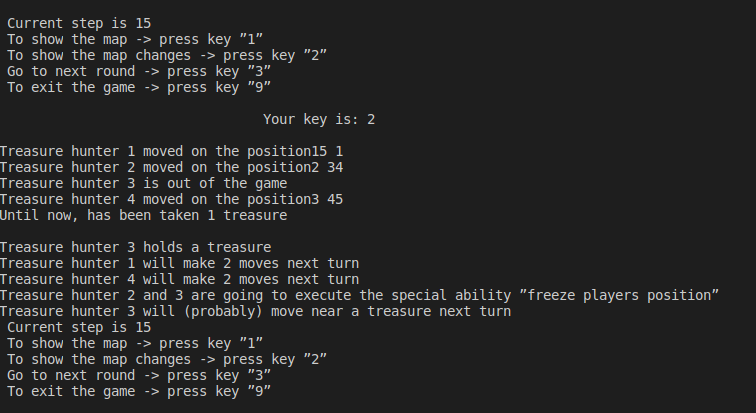 Current step is 15
To show the map -> press key ”1”
To show the map changes -> press key ”2”
Go to next round -> press key ”3”
To exit the game -> press key ”9”
Your key is: 2
Treasure hunter 1 moved on the position15 1
Treasure hunter 2 moved on the position2 34
Treasure hunter 3 is out of the game
Treasure hunter 4 moved on the position3 45
Until now, has been taken 1 treasure
Treasure hunter 3 holds a treasure
Treasure hunter 1 will make 2 moves next turn
Treasure hunter 4 will make 2 moves next turn
Treasure hunter 2 and 3 are going to execute the special ability ”freeze players position”
Treasure hunter 3 will (probably) move near a treasure next turn
Current step is 15
To show the map -> press key ”1”
To show the map changes -> press key ”2”
Go to next round -> press key ”3”
To exit the game -> press key ”9”